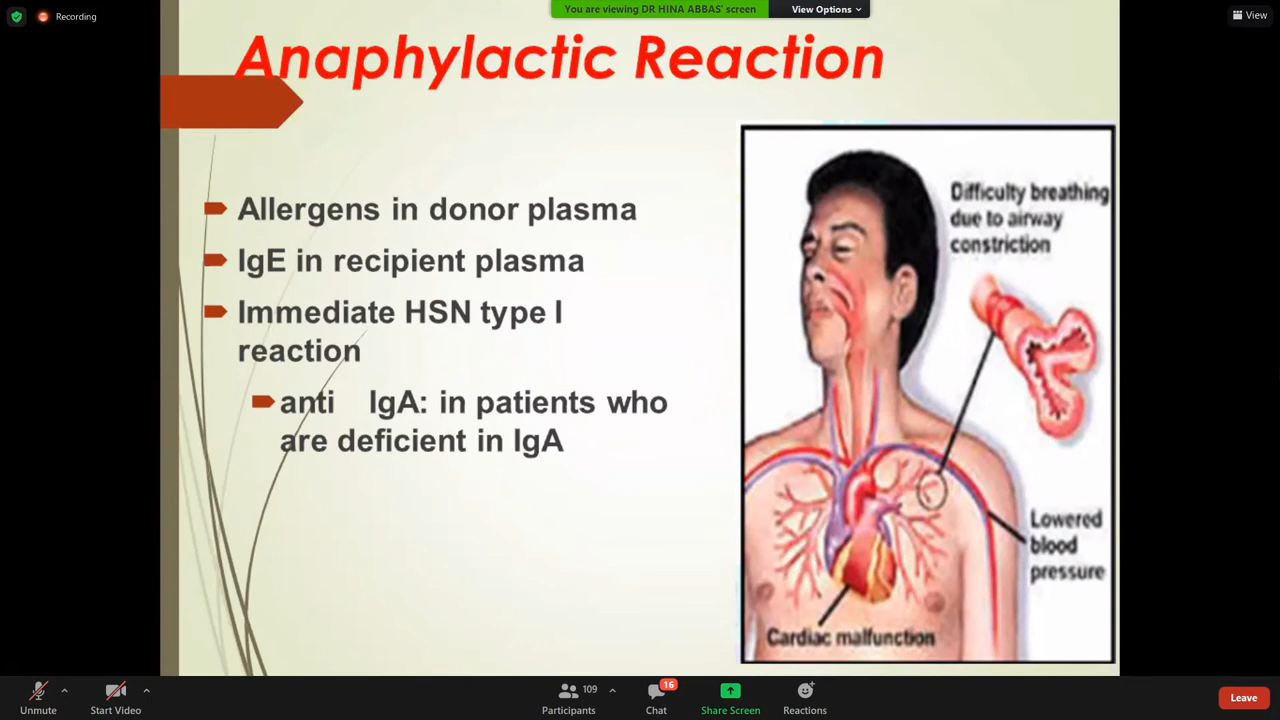 Recording
You are viewing DR HINA ABBAS' screen
View Options
View
Anaphylactic Reaction
Allergens in donor plasma
IgE in recipient plasma
Immediate HSN type I
reaction
anti IgA: in patients who
are deficient in IgA
Difficulty breathing
due to airway
constriction
Lowered
blood
pressure
Cardiac malfunction
Unmute
Start Video
109
Participants
16
Chat
Share Screen
Reactions
Leave